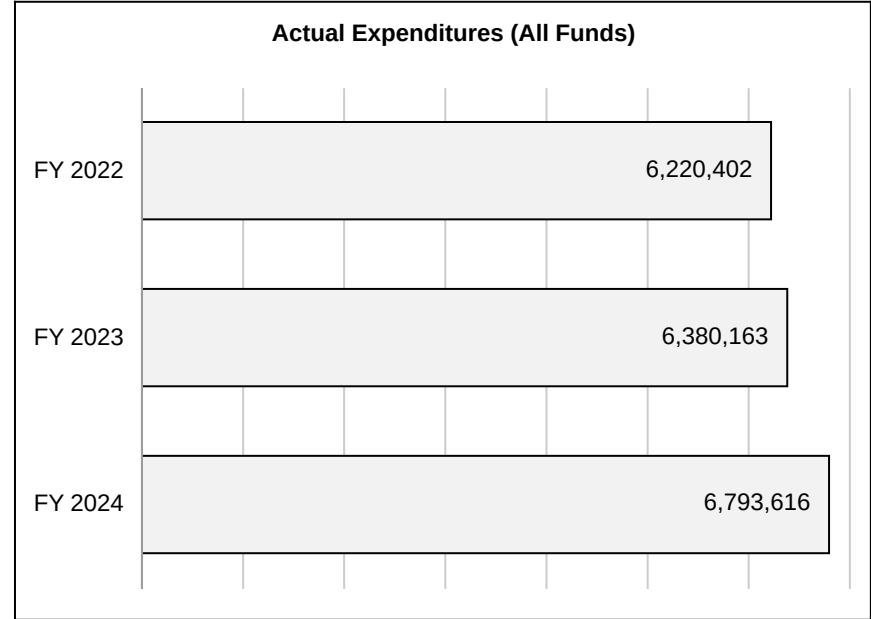 Actual Expenditures (All Funds)
FY 2022
6,220,402
FY 2023
6,380,163
FY 2024
6,793,616